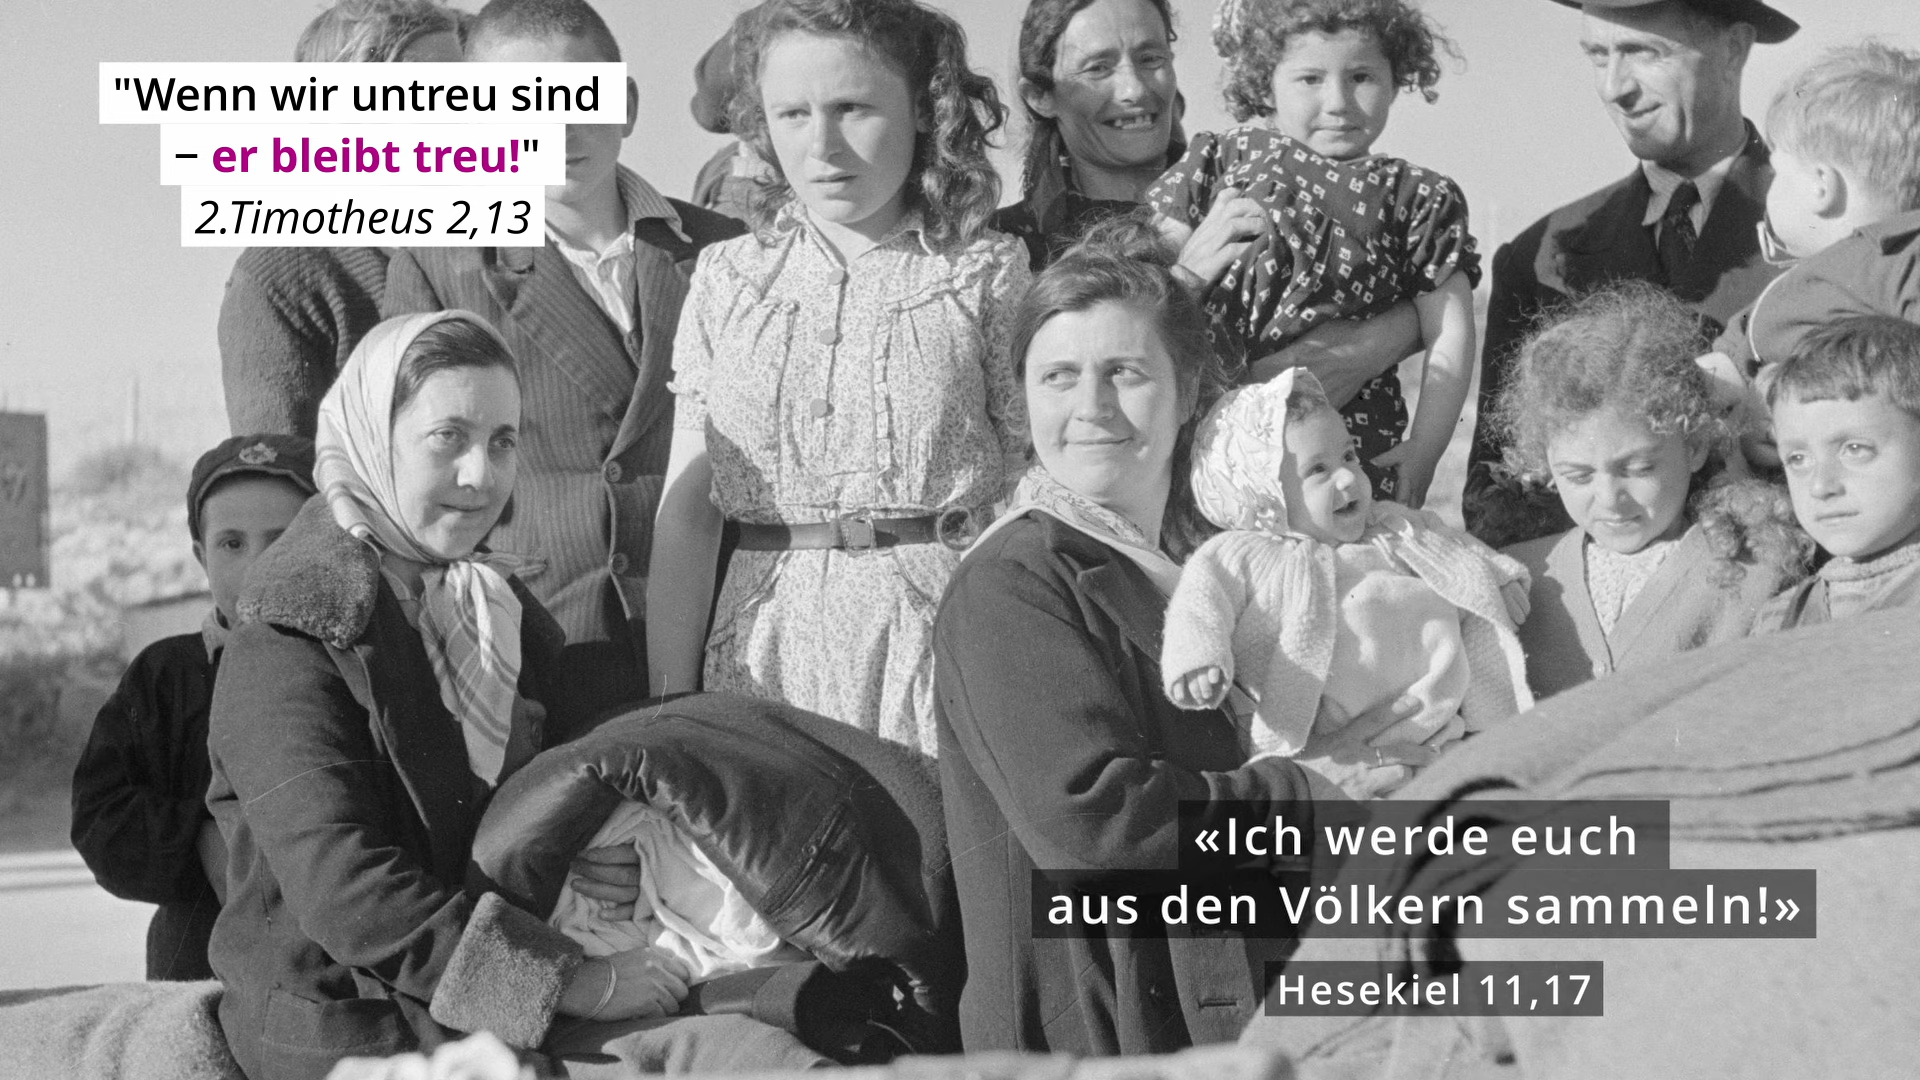 "Wenn wir untreu sind
– er bleibt treu!"
2.Timotheus 2,13
«Ich werde euch
aus den Völkern sammeln!»
Hesekiel 11,17